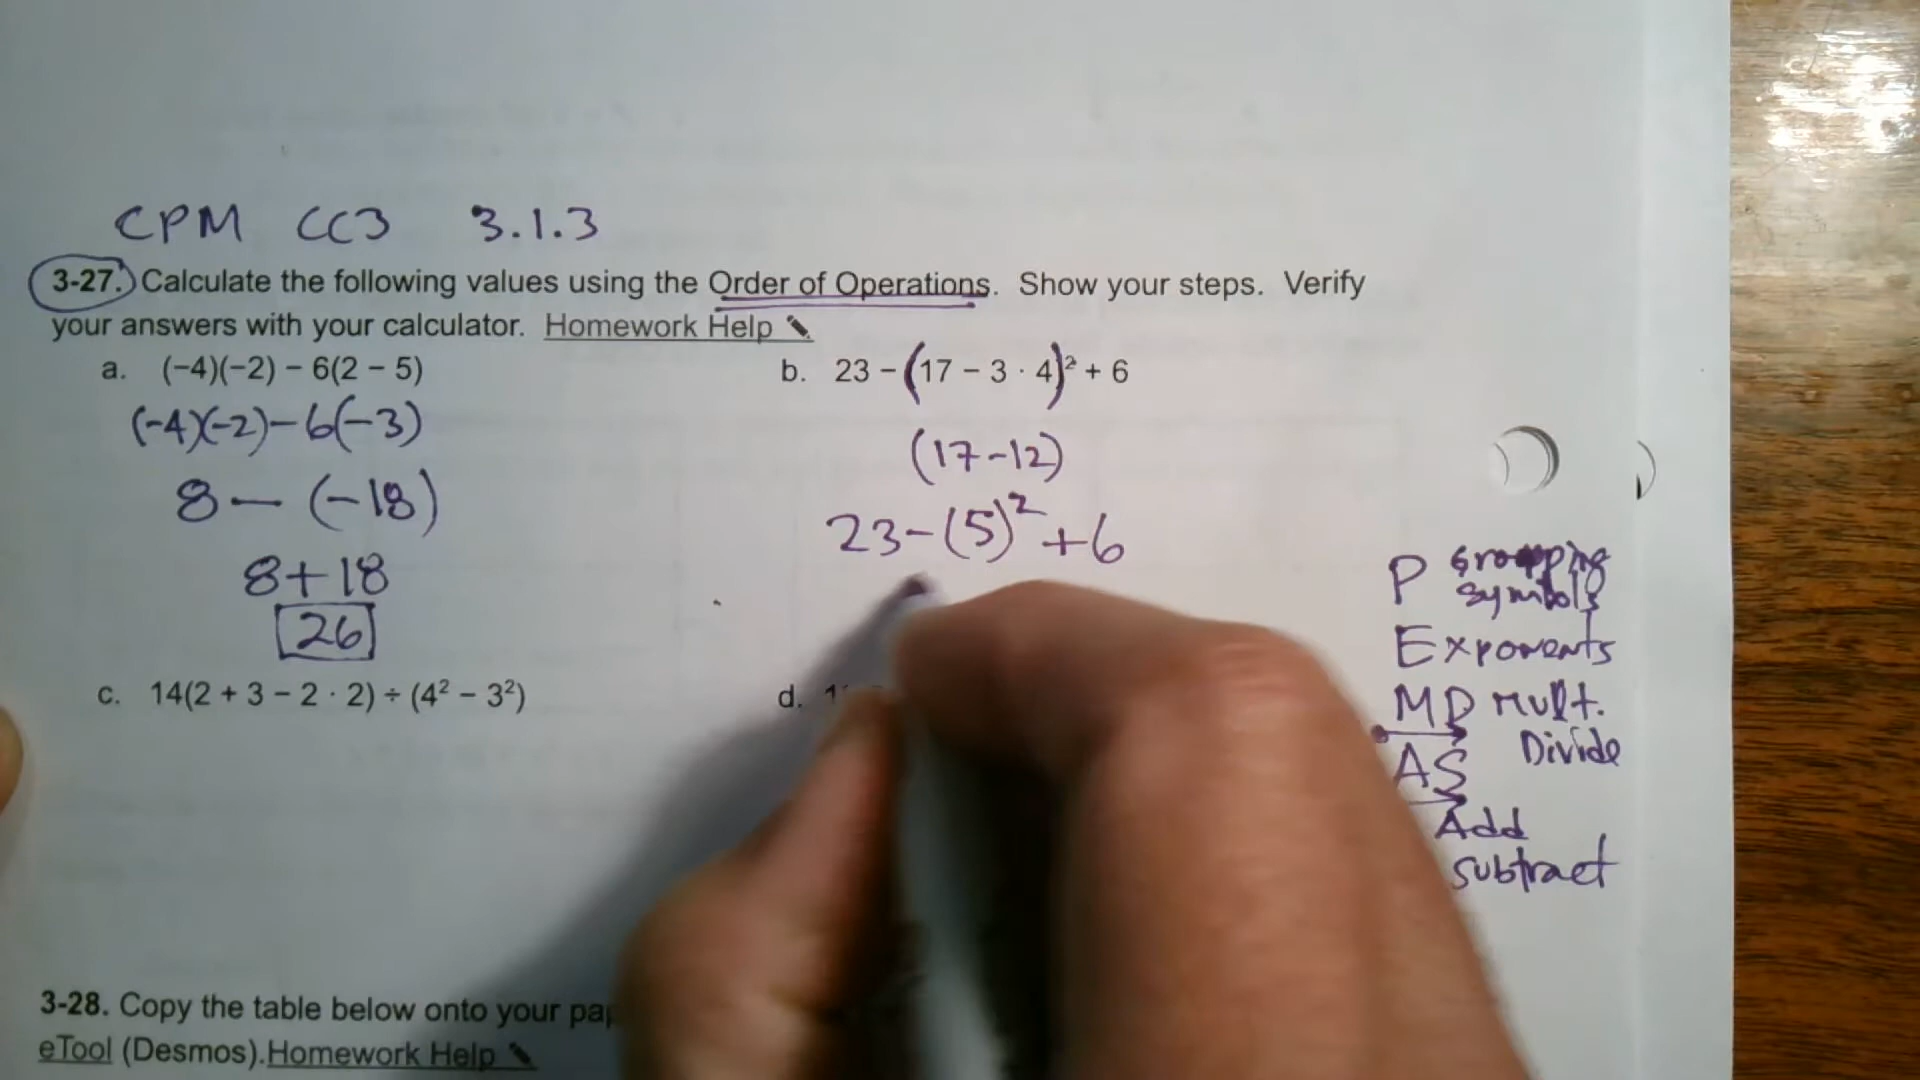 CPM CC3 3.1.3
3-27. Calculate the following values using the Order of Operations. Show your steps. Verify
your answers with your calculator. Homework Help
a. (−4)(−2) − 6(2 − 5)
(-4)(-2)-6(-3)
8 - (-18)
8+18
26
b. 23 − (17 − 3 · 4)² + 6
(17-12)
23-(5)²+6
c. 14(2 + 3 − 2 · 2) ÷ (4² − 3²)
d.
P Grouping
symbols
Exponents
MD Mult.
Divide
AS
Add
subtract
3-28. Copy the table below onto your
eTool (Desmos). Homework Help